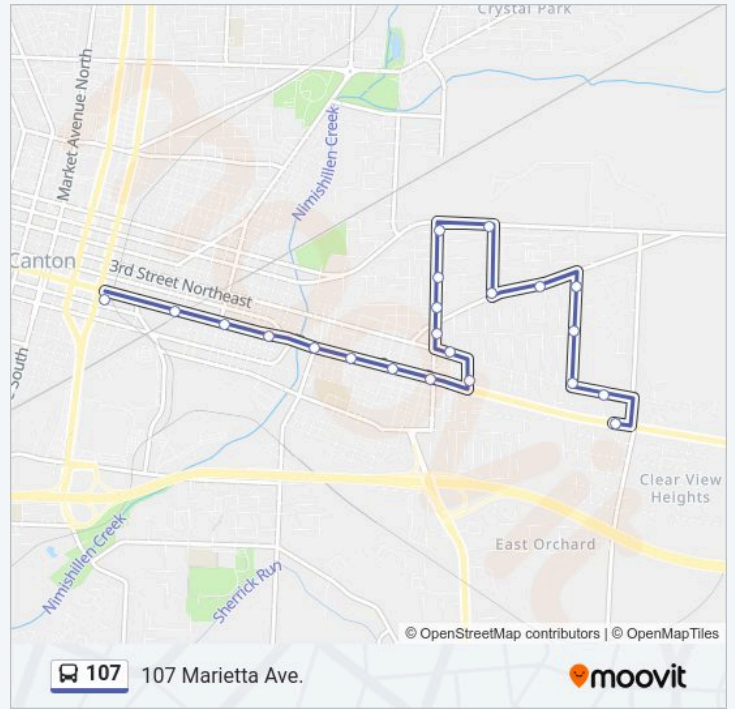 Crystal Park
Market Avenue North
Nimishillen Creek
Canton
3rd Street Northeast
e South
Clear View
Heights
East Orchard
Nimishillen Creek
Sherrick Run
© OpenStreetMap contributors | © OpenMapTiles
107
107 Marietta Ave.
moovit